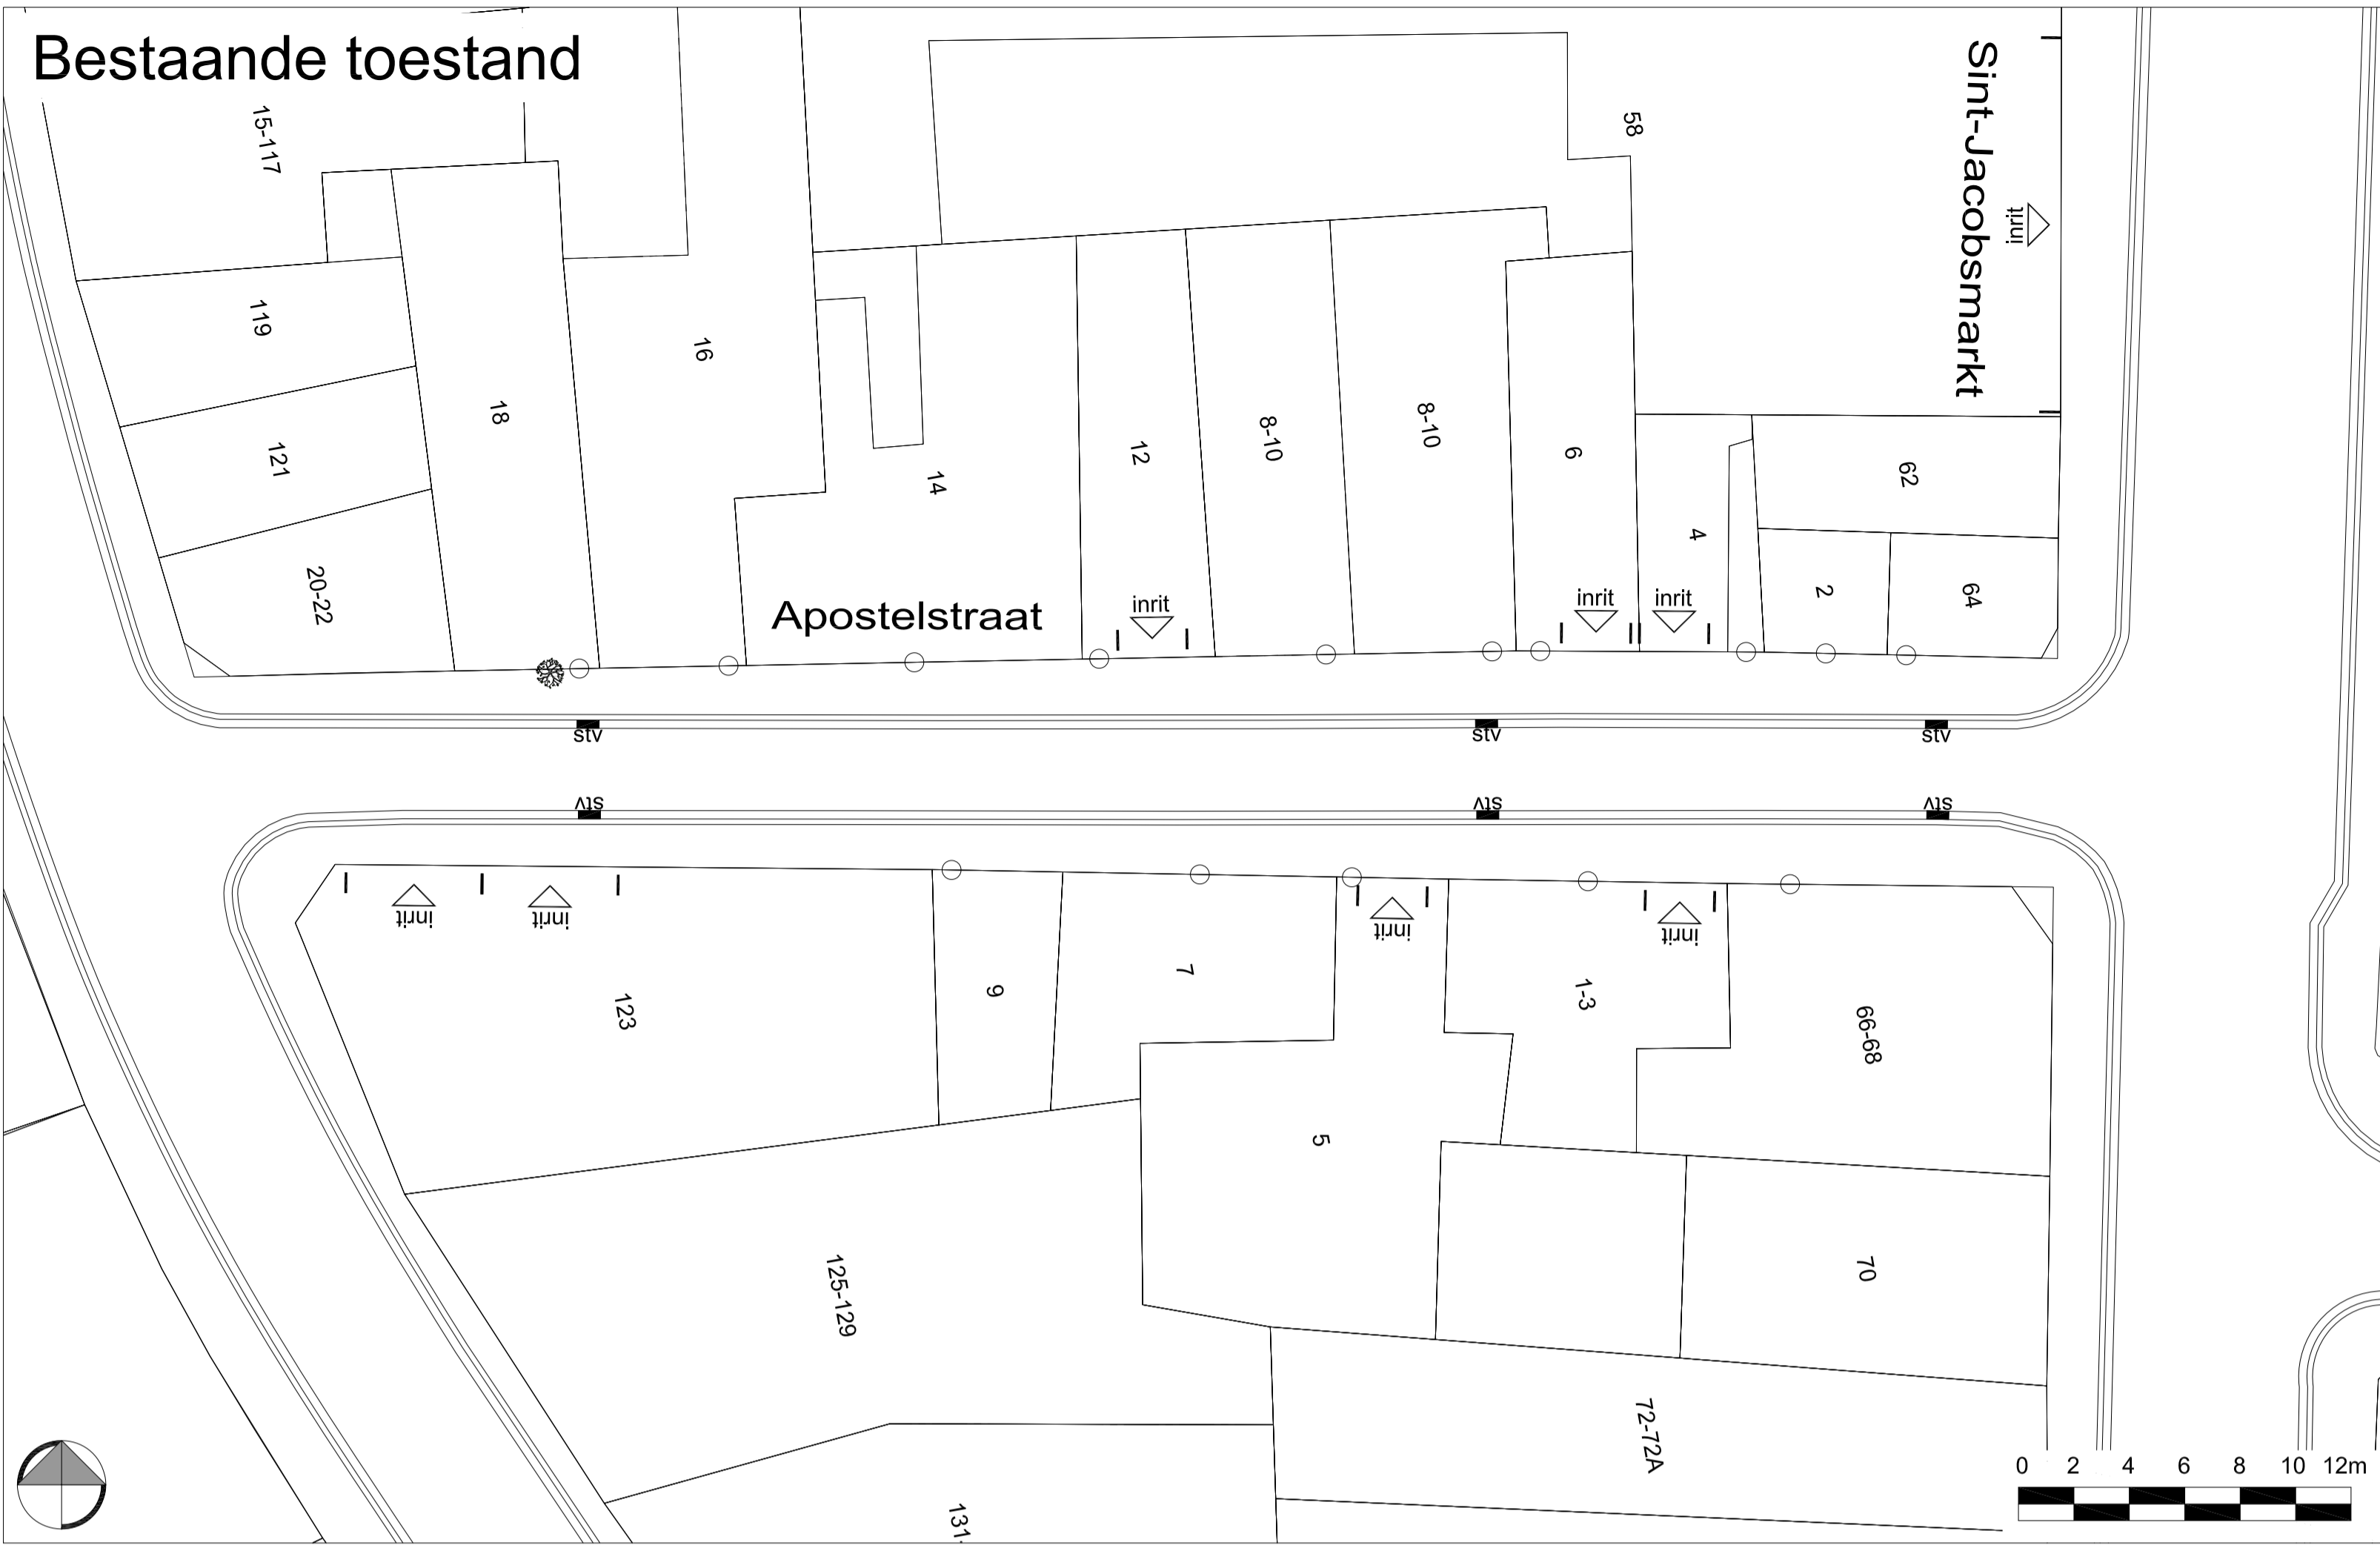 Bestaande toestand
15-117
58
Sint-Jacobsmarkt
inrit
119
16
18
121
14
12
8-10
8-10
6
62
4
20-22
Apostelstraat
inrit
inrit
inrit
2
64
stv
stv
stv
stv
stv
stv
inrit
inrit
inrit
inrit
123
9
7
1-3
66-68
5
125-129
70
72-72A
131-
0 2 4 6 8 10 12m